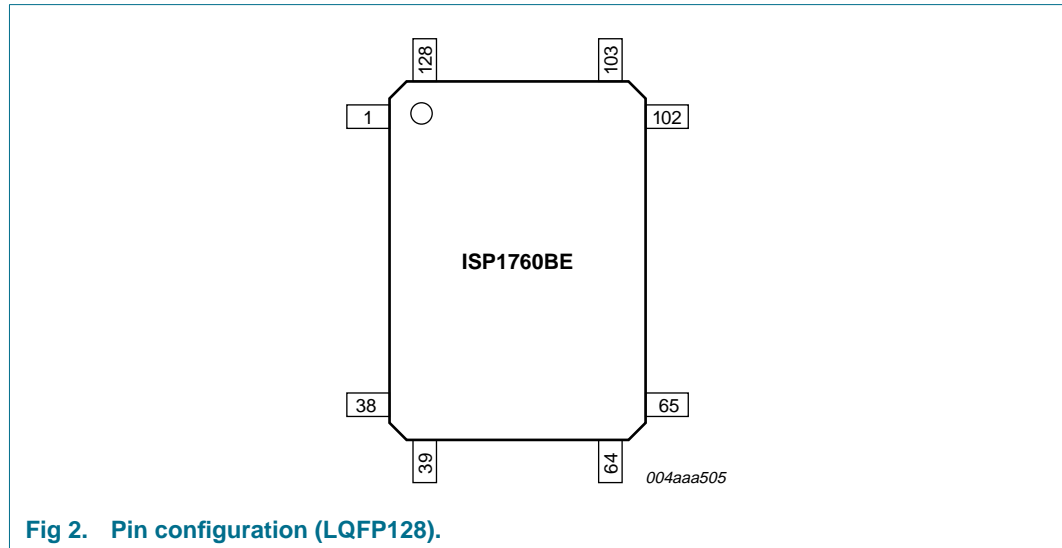 128
103
1
102
ISP1760BE
38
65
39
64
004aaa505
Fig 2. Pin configuration (LQFP128).